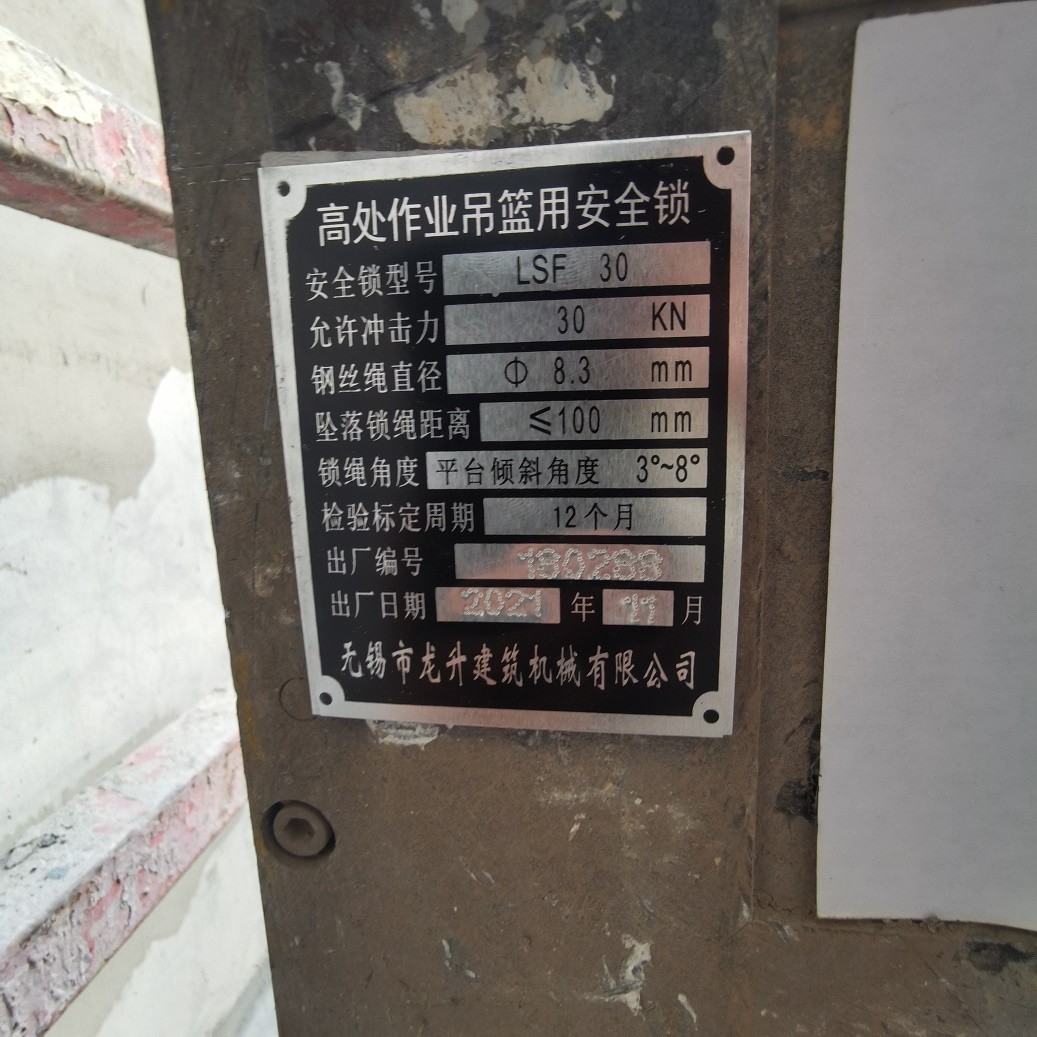 高处作业吊篮用安全锁
安全锁型号 LSF 30
允许冲击力 30 KN
钢丝绳直径 Φ 8.3 mm
坠落锁绳距离 ≤100 mm
锁绳角度 平台倾斜角度 3°~8°
检验标定周期 12个月
出厂编号 180288
出厂日期 2021 年 11 月
无锡市龙升建筑机械有限公司